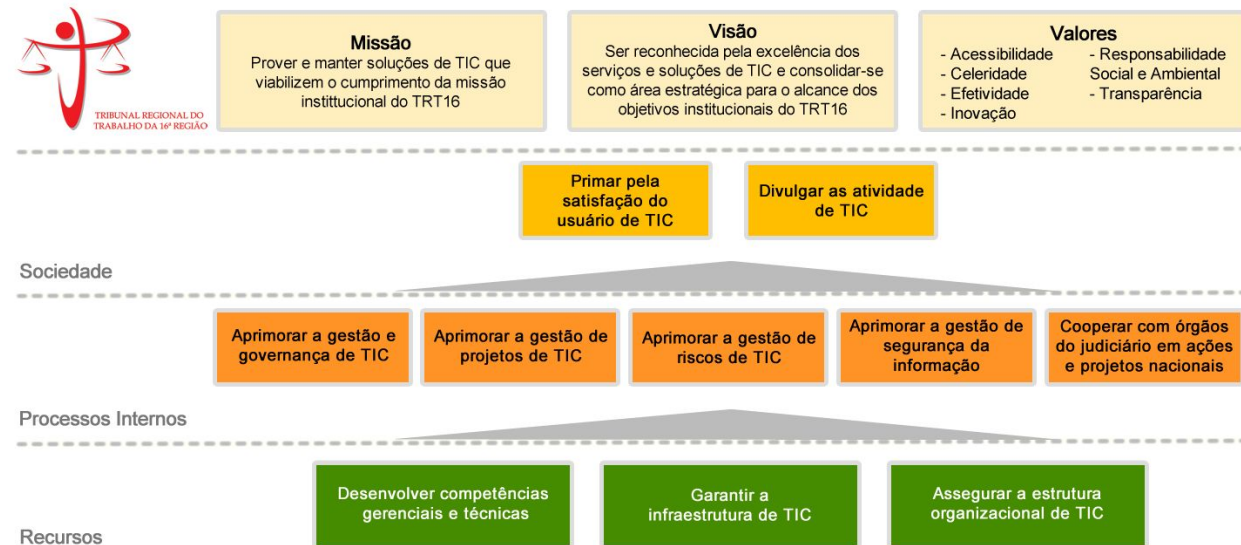 TRIBUNAL REGIONAL DO
TRABALHO DA 16ª REGIÃO
Missão
Prover e manter soluções de TIC que
viabilizem o cumprimento da missão
instittucional do TRT16
Visão
Ser reconhecida pela excelência dos
serviços e soluções de TIC e consolidar-se
como área estratégica para o alcance dos
objetivos institucionais do TRT16
Valores
- Acessibilidade
- Celeridade
- Efetividade
- Inovação
- Responsabilidade
Social e Ambiental
- Transparência
Primar pela
satisfação do
usuário de TIC
Divulgar as atividade
de TIC
Sociedade
Aprimorar a gestão e
governança de TIC
Aprimorar a gestão de
projetos de TIC
Aprimorar a gestão de
riscos de TIC
Aprimorar a gestão de
segurança da
informação
Cooperar com órgãos
do judiciário em ações
e projetos nacionais
Processos Internos
Desenvolver competências
gerenciais e técnicas
Garantir a
infraestrutura de TIC
Assegurar a estrutura
organizacional de TIC
Recursos